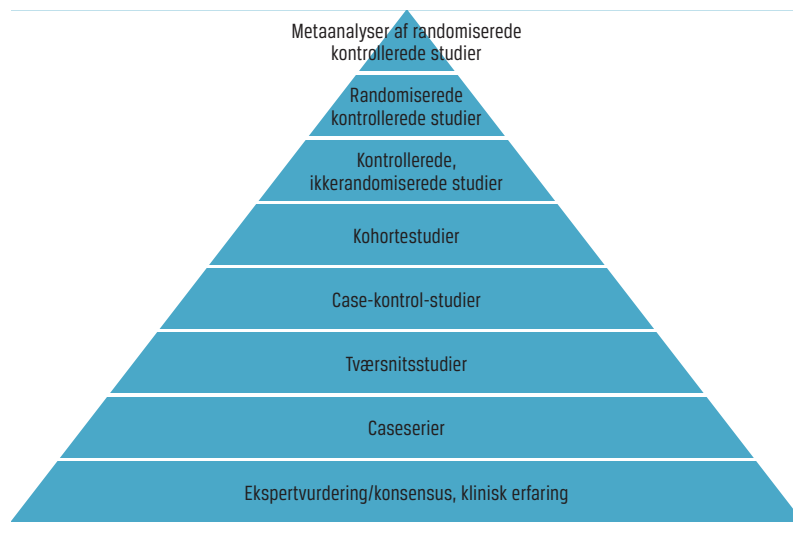 Metaanalyser af randomiserede
kontrollerede studier
Randomiserede
kontrollerede studier
Kontrollerede,
ikkerandomiserede studier
Kohortestudier
Case-kontrol-studier
Tværsnitsstudier
Caseserier
Ekspertvurdering/konsensus, klinisk erfaring